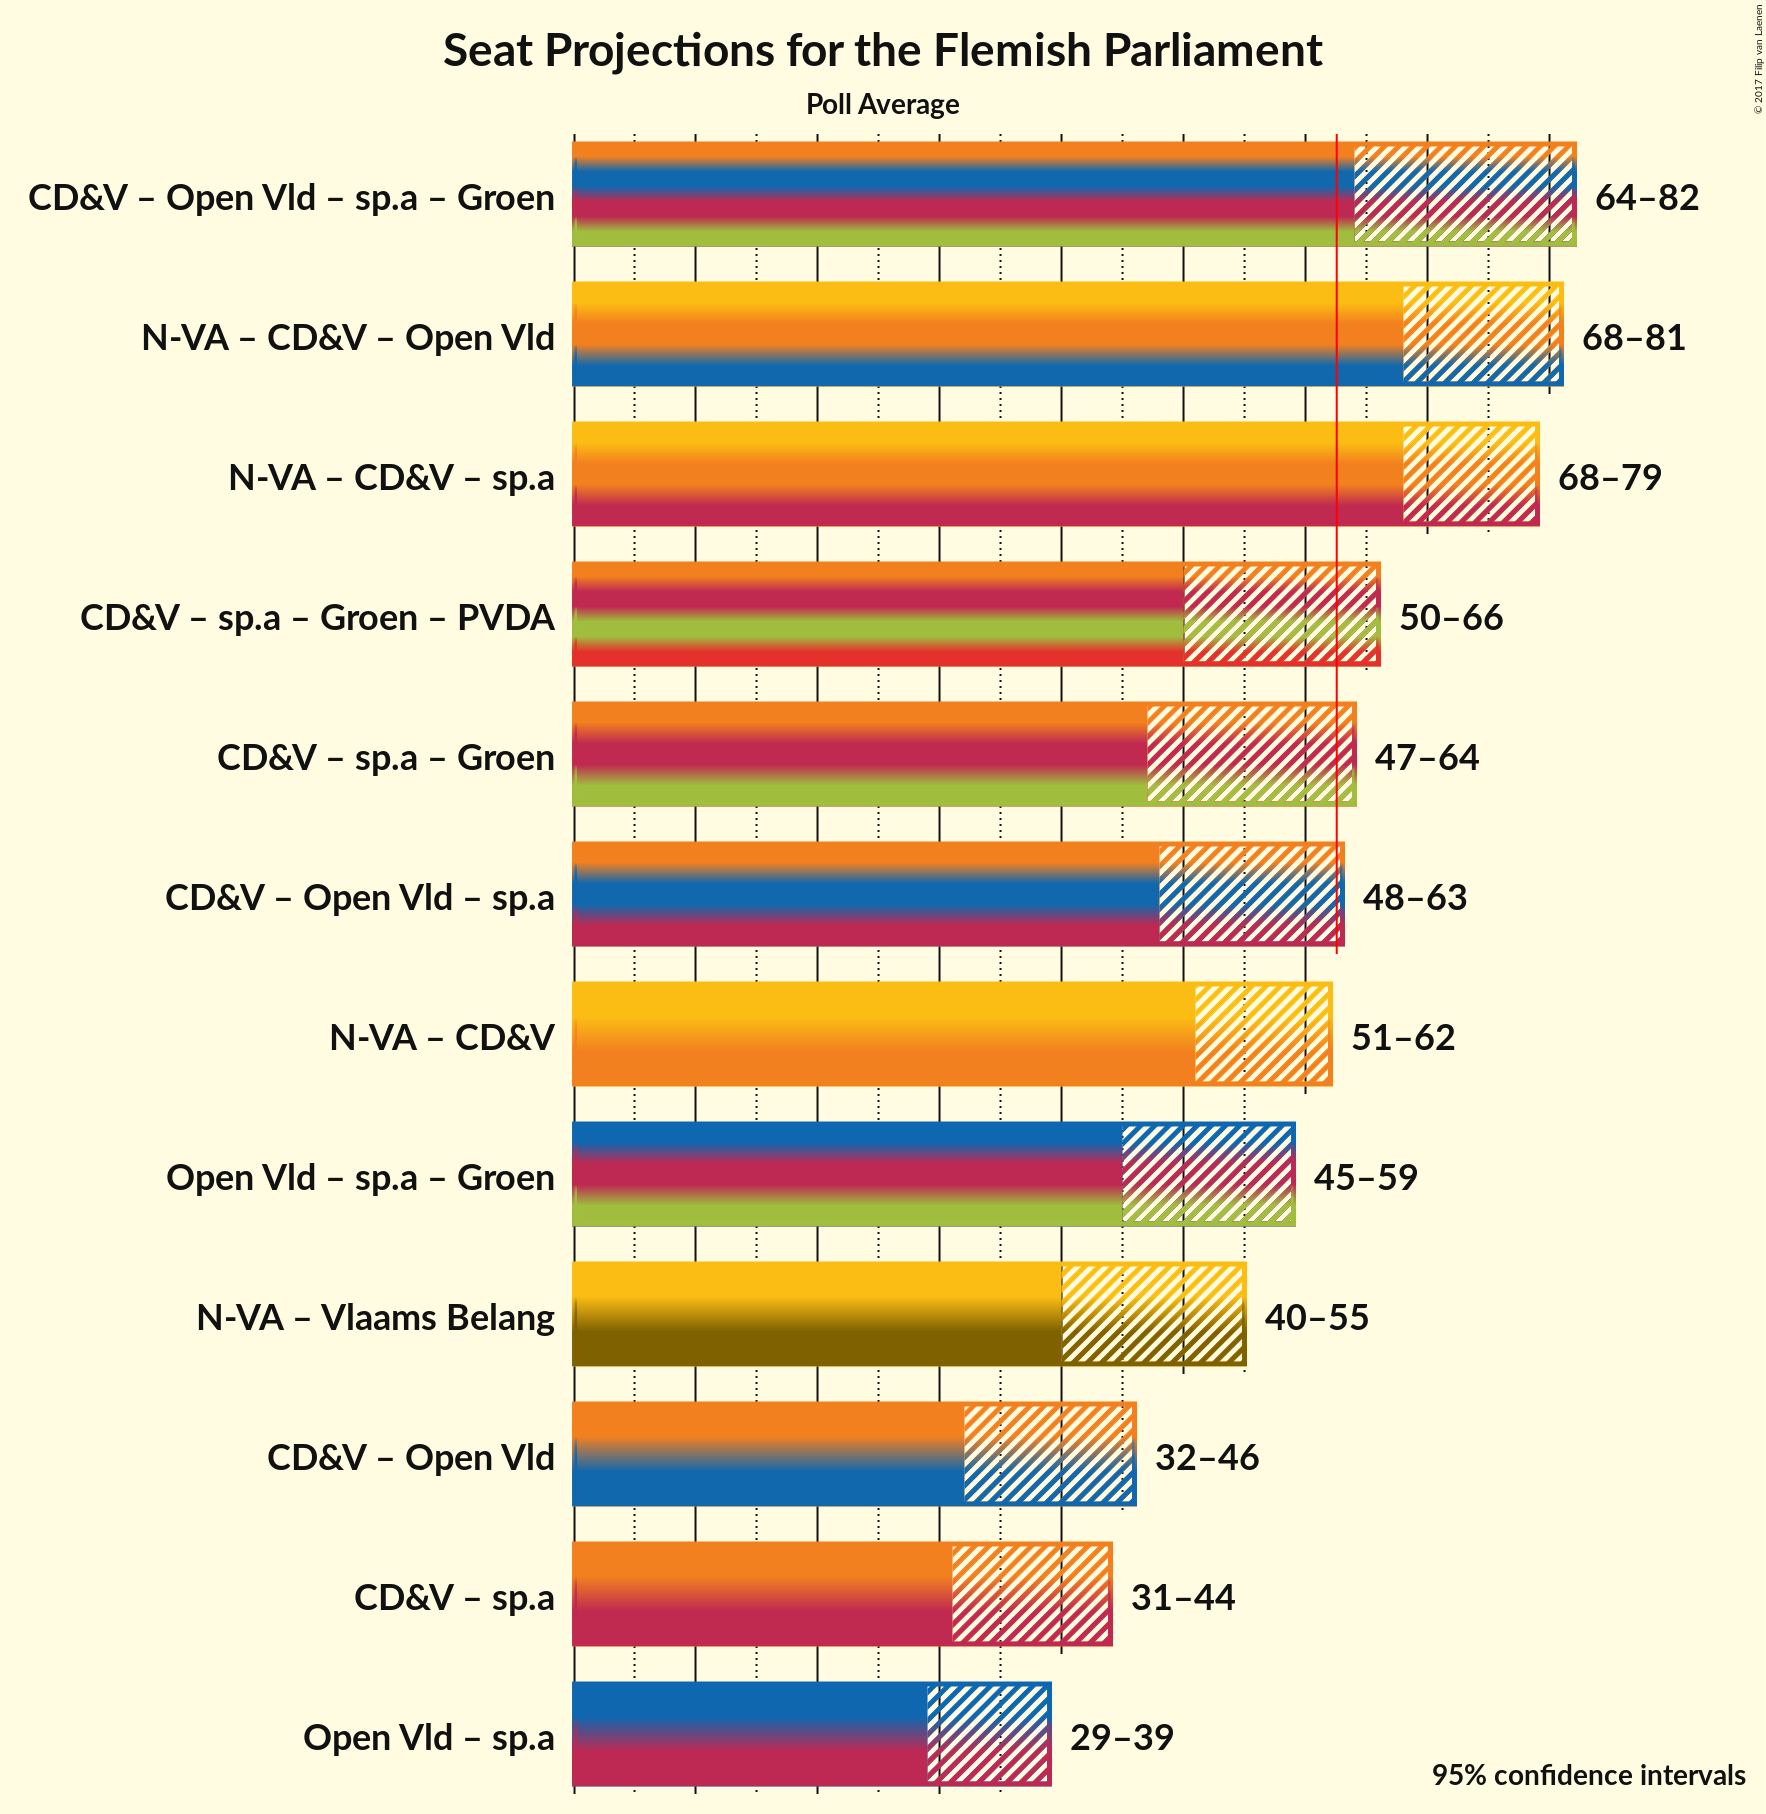 Seat Projections for the Flemish Parliament
Poll Average
© 2017 Filip van Laenen
CD&V – Open Vld – sp.a – Groen 64–82
N-VA – CD&V – Open Vld 68–81
N-VA – CD&V – sp.a 68–79
CD&V – sp.a – Groen – PVDA 50–66
CD&V – sp.a – Groen 47–64
CD&V – Open Vld – sp.a 48–63
N-VA – CD&V 51–62
Open Vld – sp.a – Groen 45–59
N-VA – Vlaams Belang 40–55
CD&V – Open Vld 32–46
CD&V – sp.a 31–44
Open Vld – sp.a 29–39
95% confidence intervals